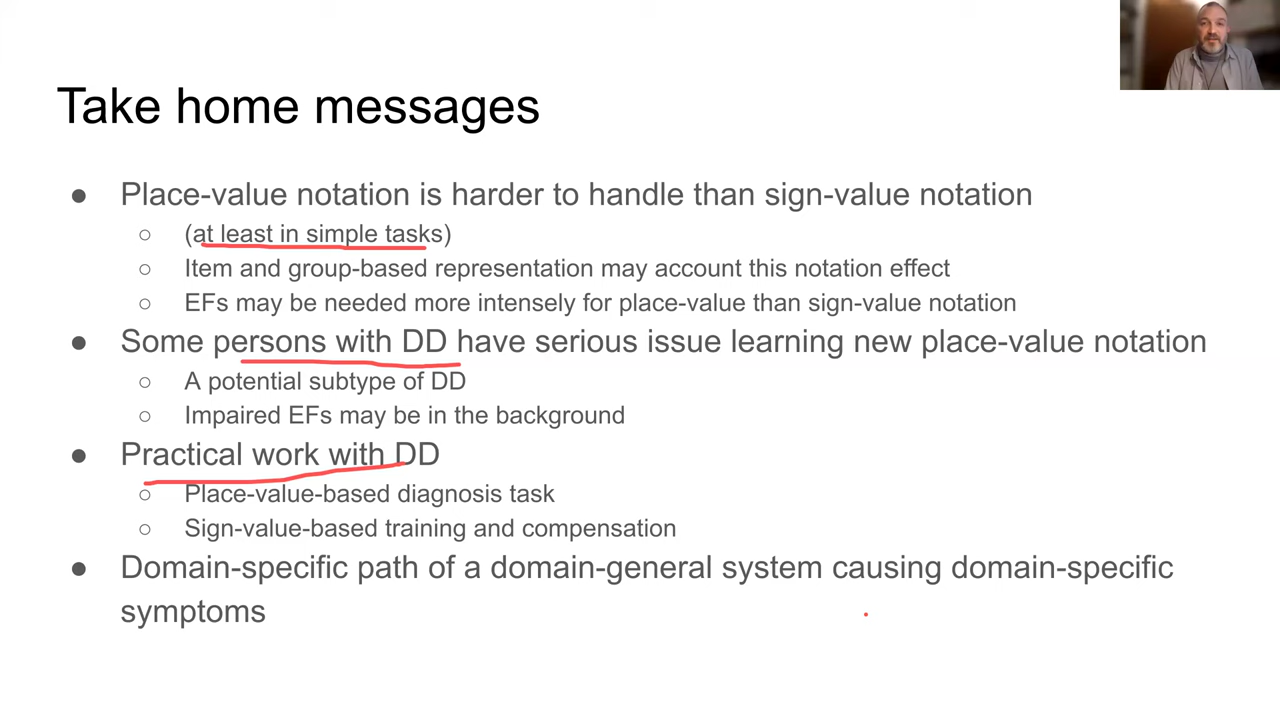 Take home messages
● Place-value notation is harder to handle than sign-value notation
○ (at least in simple tasks)
○ Item and group-based representation may account this notation effect
○ EFs may be needed more intensely for place-value than sign-value notation
● Some persons with DD have serious issue learning new place-value notation
○ A potential subtype of DD
○ Impaired EFs may be in the background
● Practical work with DD
○ Place-value-based diagnosis task
○ Sign-value-based training and compensation
● Domain-specific path of a domain-general system causing domain-specific
symptoms